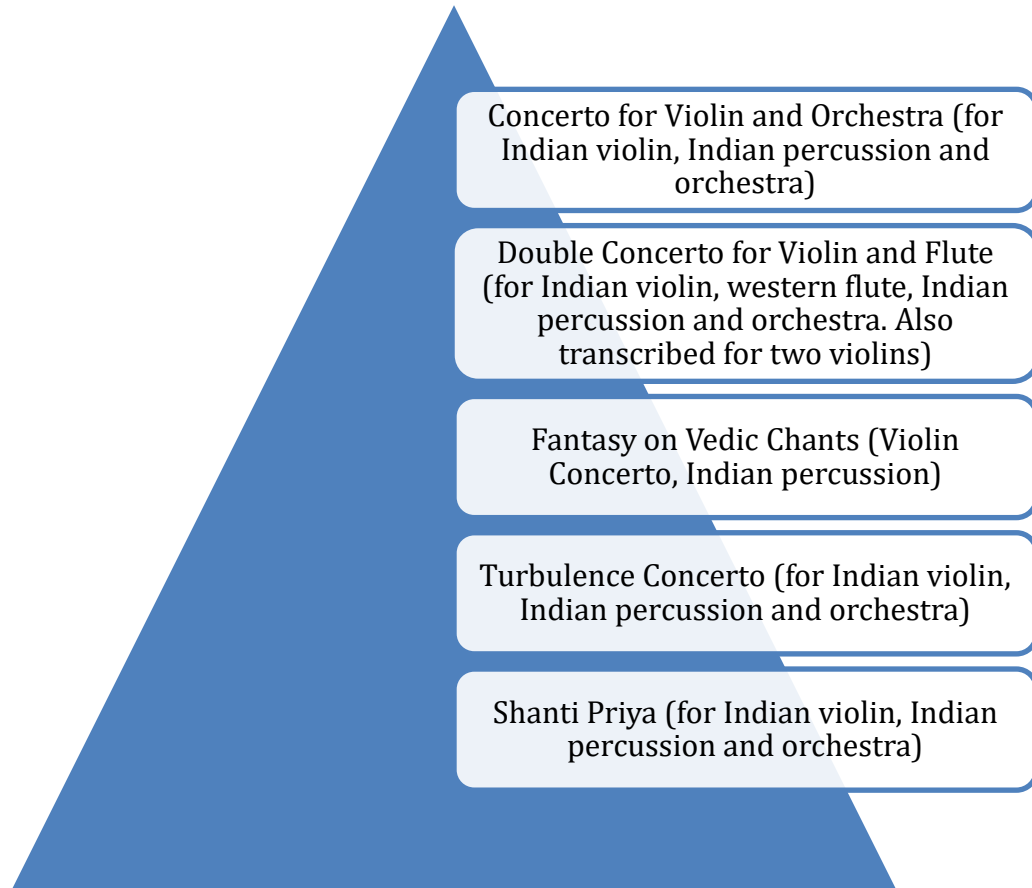 Concerto for Violin and Orchestra (for
Indian violin, Indian percussion and
orchestra)
Double Concerto for Violin and Flute
(for Indian violin, western flute, Indian
percussion and orchestra. Also
transcribed for two violins)
Fantasy on Vedic Chants (Violin
Concerto, Indian percussion)
Turbulence Concerto (for Indian violin,
Indian percussion and orchestra)
Shanti Priya (for Indian violin, Indian
percussion and orchestra)